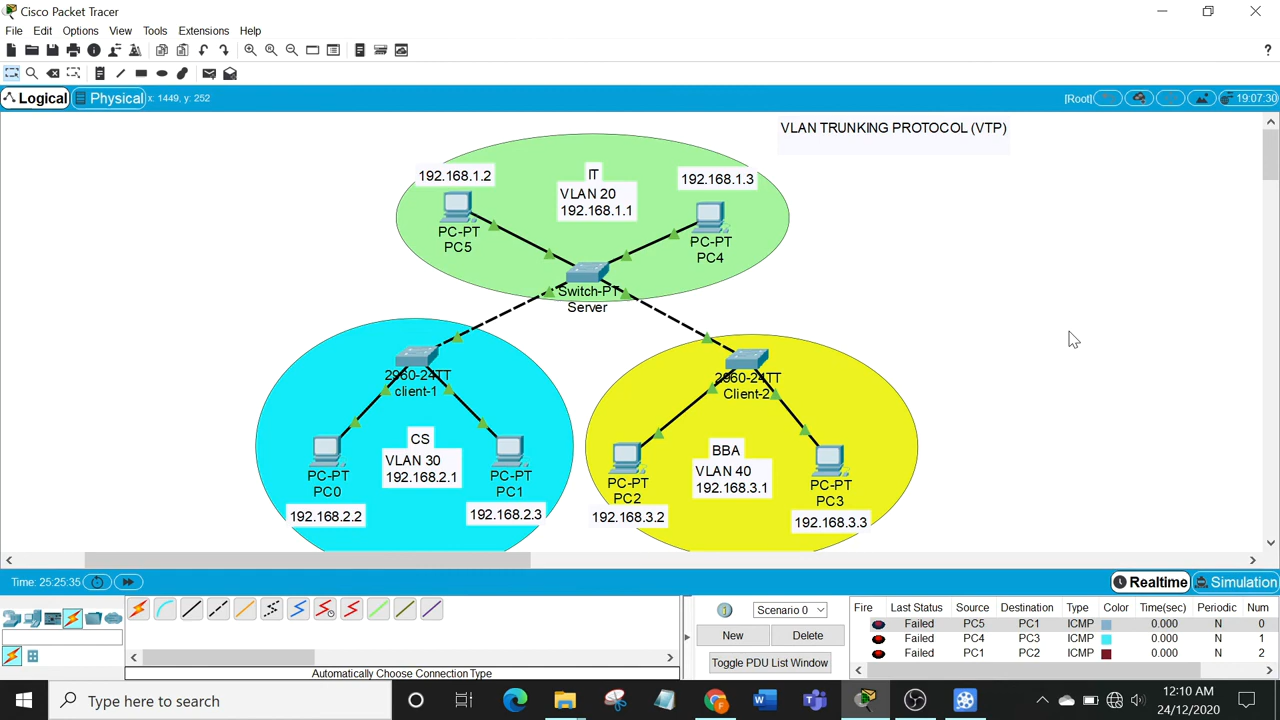 Cisco Packet Tracer
File Edit Options View Tools Extensions Help
?
Logical Physical x: 1449, y: 252 [Root] 19:07:30
VLAN TRUNKING PROTOCOL (VTP)
192.168.1.2
IT
VLAN 20
192.168.1.1
192.168.1.3
PC-PT
PC5
PC-PT
PC4
Switch-PT
Server
2960-24TT
client-1
2960-24TT
Client-2
CS
VLAN 30
192.168.2.1
PC-PT
PC0
PC-PT
PC1
192.168.2.2
192.168.2.3
BBA
VLAN 40
192.168.3.1
PC-PT
PC2
PC-PT
PC3
192.168.3.2
192.168.3.3
Time: 25:25:35 Realtime Simulation
Automatically Choose Connection Type
Scenario 0
New Delete
Toggle PDU List Window
Fire Last Status Source Destination Type Color Time(sec) Periodic Num
Failed PC5 PC1 ICMP 0.000 N 0
Failed PC4 PC3 ICMP 0.000 N 1
Failed PC1 PC2 ICMP 0.000 N 2
Type here to search
12:10 AM
24/12/2020